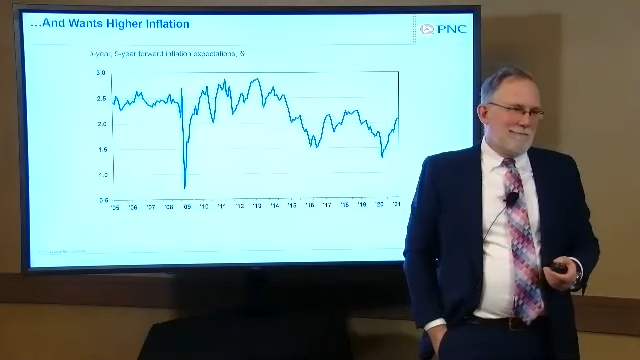 …And Wants Higher Inflation
PNC
5-year, 5-year forward inflation expectations, %
3.0
2.5
2.0
1.5
1.0
0.5
'05 '06 '07 '08 '09 '10 '11 '12 '13 '14 '15 '16 '17 '18 '19 '20 '21